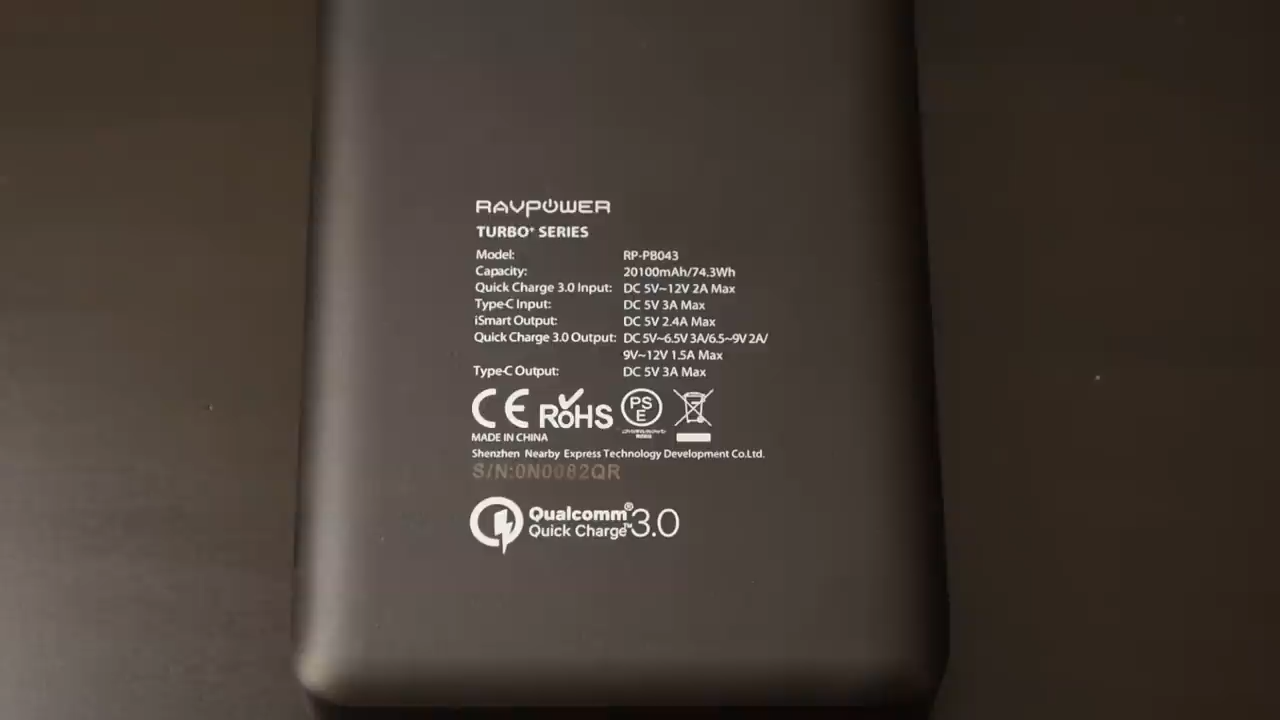 RAVPOWER
TURBO+ SERIES
Model: RP-PB043
Capacity: 20100mAh/74.3Wh
Quick Charge 3.0 Input: DC 5V~12V 2A Max
Type-C Input: DC 5V 3A Max
iSmart Output: DC 5V 2.4A Max
Quick Charge 3.0 Output: DC 5V~6.5V 3A/6.5~9V 2A/
9V~12V 1.5A Max
Type-C Output: DC 5V 3A Max
CE RoHS PSE
MADE IN CHINA
Shenzhen Nearby Express Technology Development Co.Ltd.
S/N:0N0082QR
Qualcomm®
Quick Charge™ 3.0